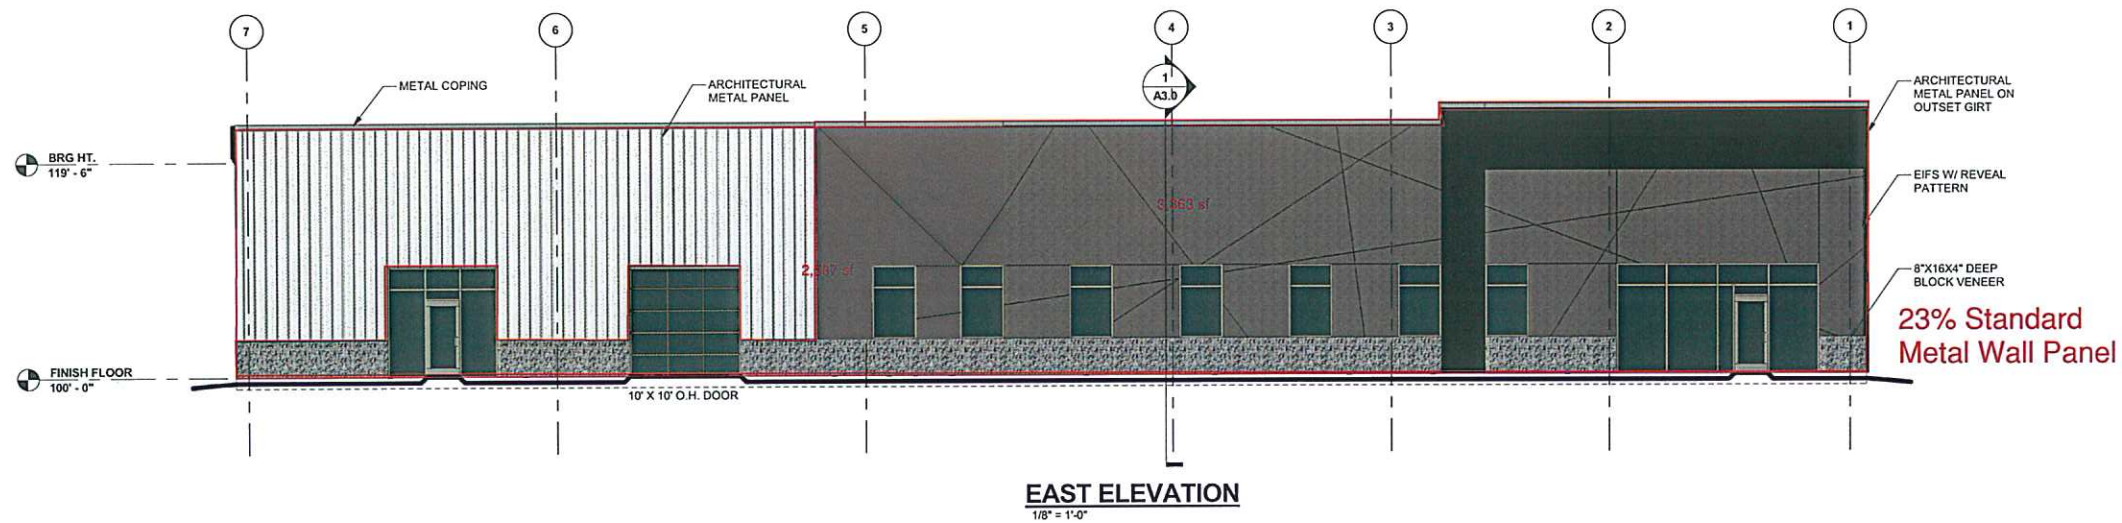 7
6
5
4
3
2
1
1
A3.0
METAL COPING
ARCHITECTURAL
METAL PANEL
ARCHITECTURAL
METAL PANEL ON
OUTSET GIRT
BRG HT.
119' - 6"
EIFS W/ REVEAL
PATTERN
sf
sf
8"X16X4" DEEP
BLOCK VENEER
23% Standard
Metal Wall Panel
FINISH FLOOR
100' - 0"
10' X 10' O.H. DOOR
EAST ELEVATION
1/8" = 1'-0"